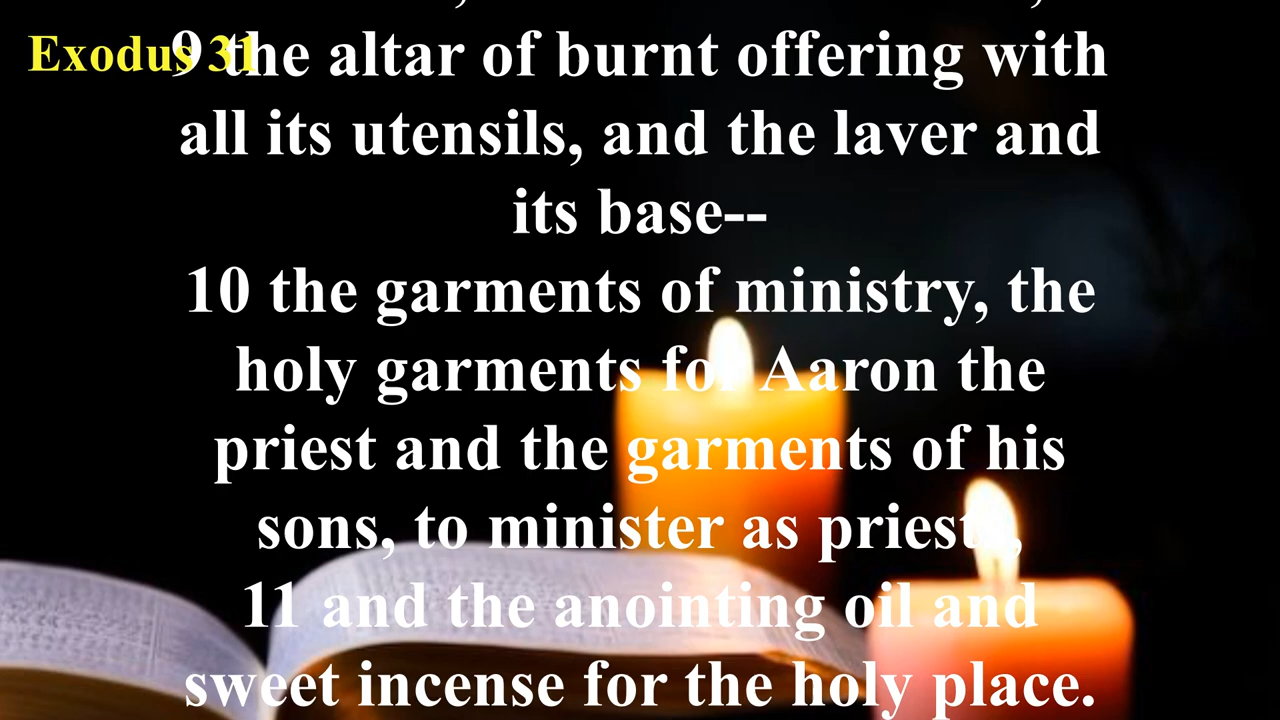 Exodus 31
9 the altar of burnt offering with
all its utensils, and the laver and
its base--
10 the garments of ministry, the
holy garments for Aaron the
priest and the garments of his
sons, to minister as priests,
11 and the anointing oil and
sweet incense for the holy place.